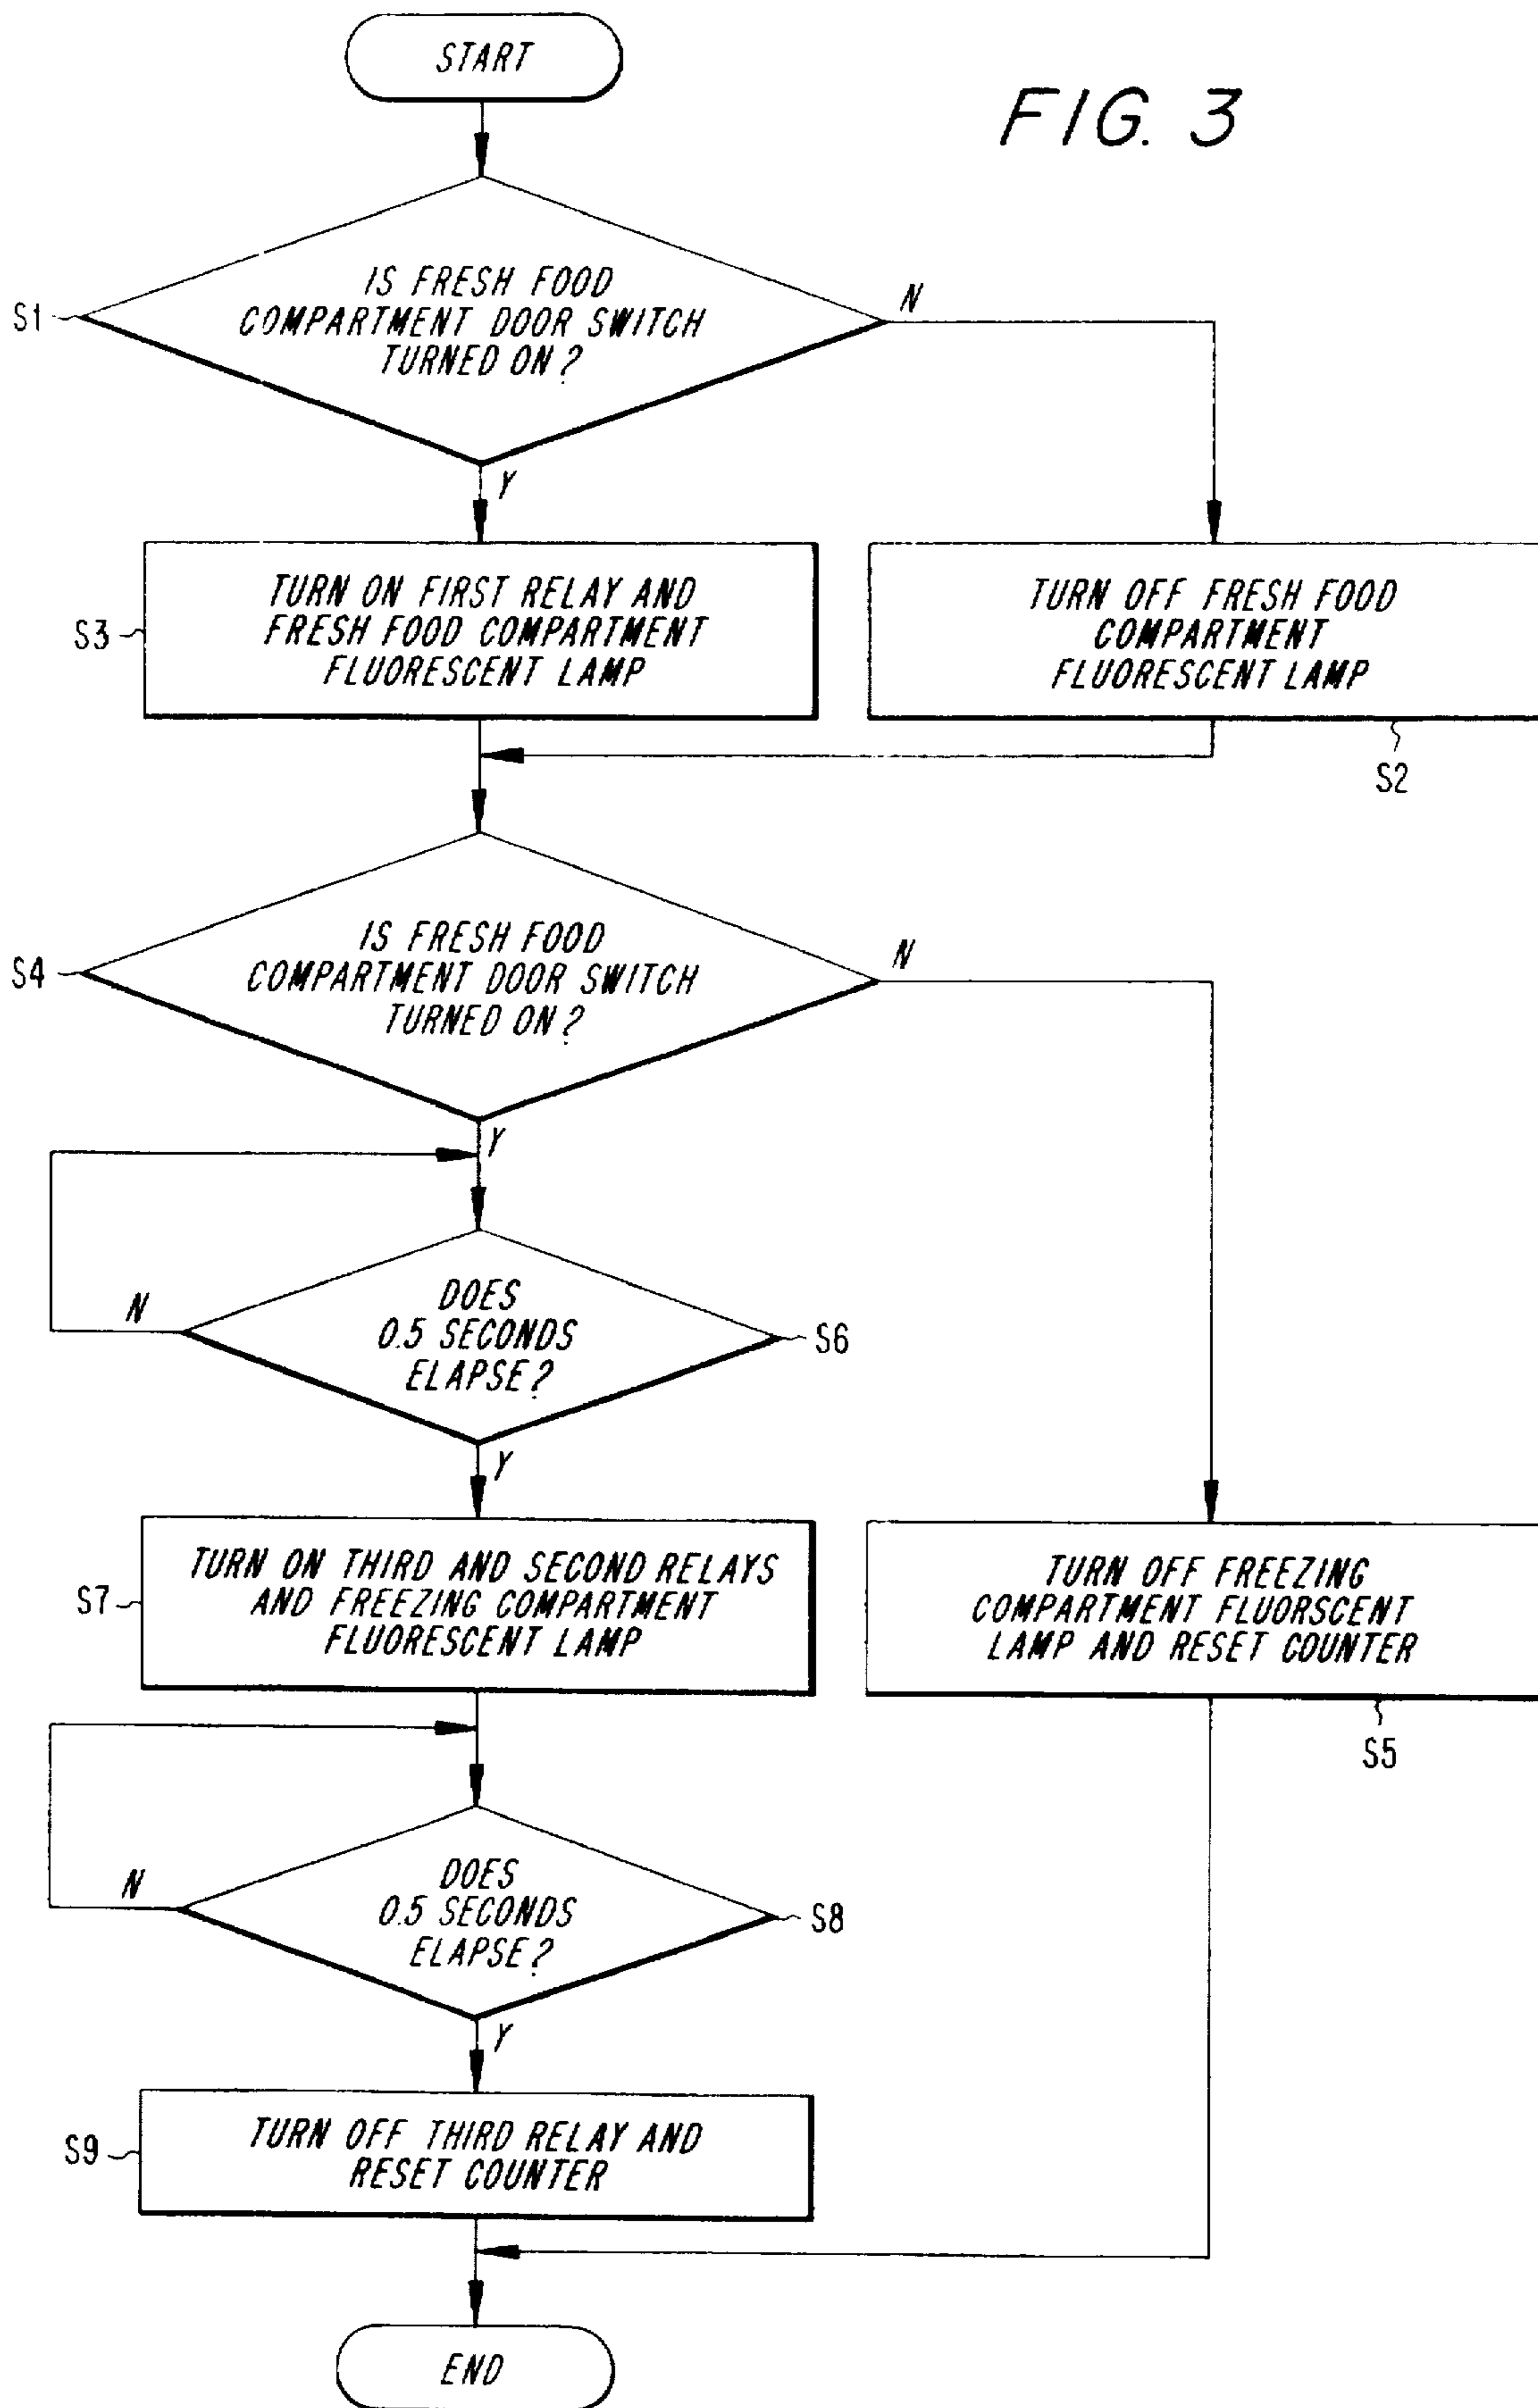 START
FIG. 3
IS FRESH FOOD
COMPARTMENT DOOR SWITCH
TURNED ON?
S1
N
Y
TURN ON FIRST RELAY AND
FRESH FOOD COMPARTMENT
FLUORESCENT LAMP
S3
TURN OFF FRESH FOOD
COMPARTMENT
FLUORESCENT LAMP
S2
IS FRESH FOOD
COMPARTMENT DOOR SWITCH
TURNED ON?
S4
N
Y
DOES
0.5 SECONDS
ELAPSE?
N
S6
Y
TURN ON THIRD AND SECOND RELAYS
AND FREEZING COMPARTMENT
FLUORESCENT LAMP
S7
TURN OFF FREEZING
COMPARTMENT FLUORSCENT
LAMP AND RESET COUNTER
S5
DOES
0.5 SECONDS
ELAPSE?
N
S8
Y
TURN OFF THIRD RELAY AND
RESET COUNTER
S9
END